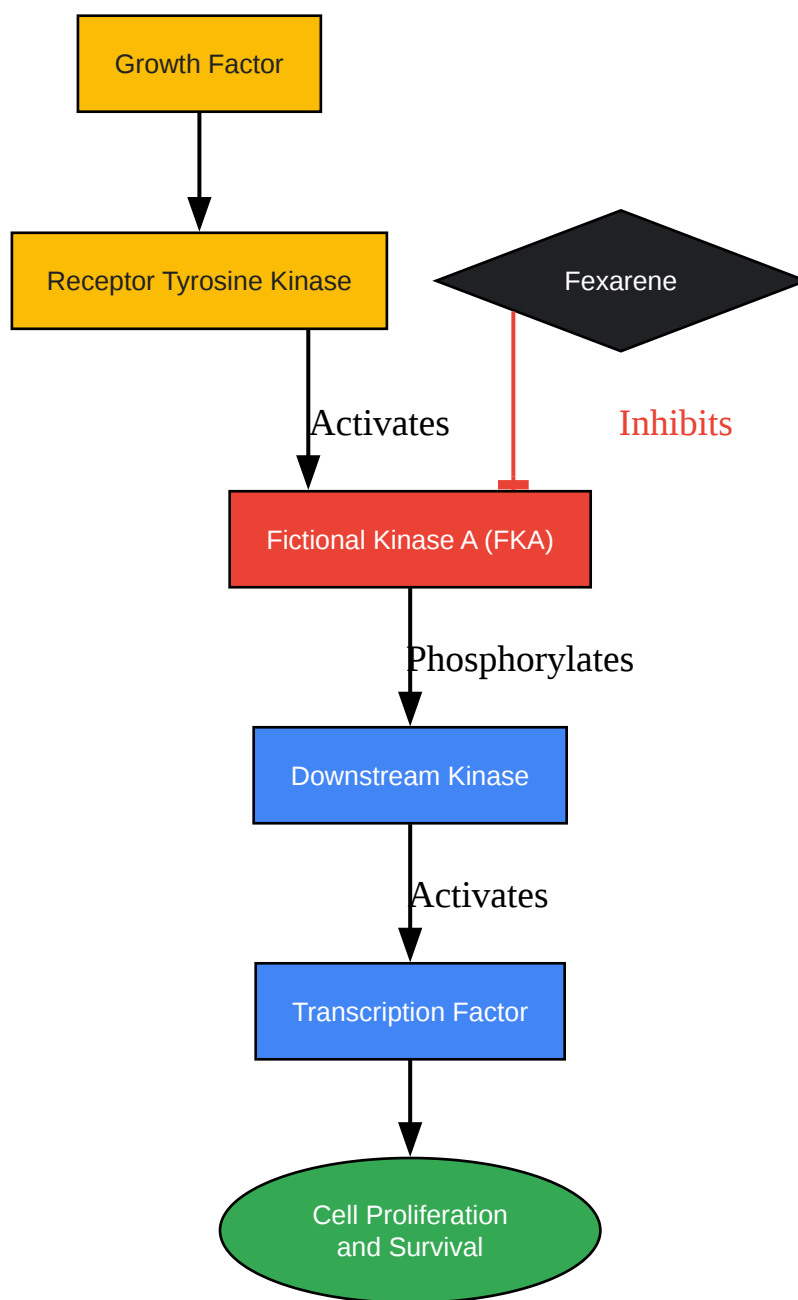 Growth Factor
Receptor Tyrosine Kinase
Fexarene
Activates
Inhibits
Fictional Kinase A (FKA)
Phosphorylates
Downstream Kinase
Activates
Transcription Factor
Cell Proliferation
and Survival